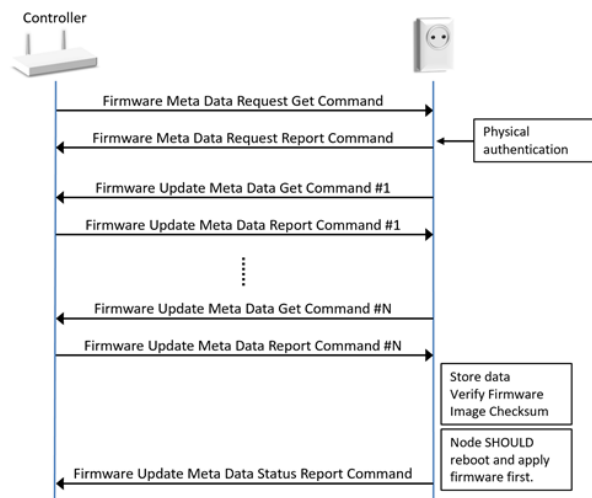 Controller
Firmware Meta Data Request Get Command
Firmware Meta Data Request Report Command
Physical
authentication
Firmware Update Meta Data Get Command #1
Firmware Update Meta Data Report Command #1
Firmware Update Meta Data Get Command #N
Firmware Update Meta Data Report Command #N
Store data
Verify Firmware
Image Checksum
Node SHOULD
reboot and apply
firmware first.
Firmware Update Meta Data Status Report Command